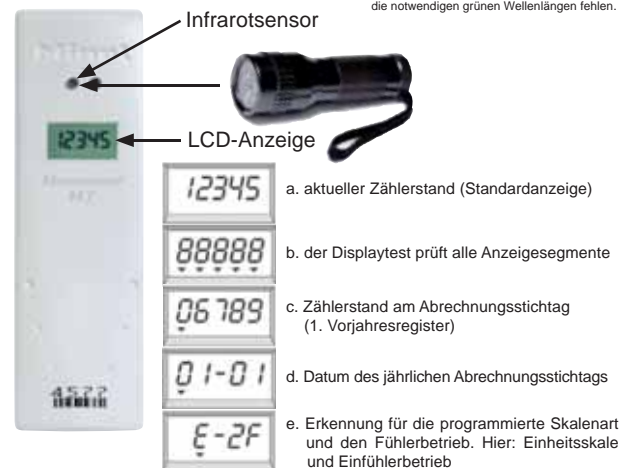 die notwendigen grünen Wellenlängen fehlen.
Infrarotsensor
12345
LCD-Anzeige
12345
a. aktueller Zählerstand (Standardanzeige)
88888
b. der Displaytest prüft alle Anzeigesegmente
06789
c. Zählerstand am Abrechnungsstichtag
(1. Vorjahresregister)
01-01
d. Datum des jährlichen Abrechnungsstichtags
E-2F
e. Erkennung für die programmierte Skalenart
und den Fühlerbetrieb. Hier: Einheitsskale
und Einfühlerbetrieb
4522